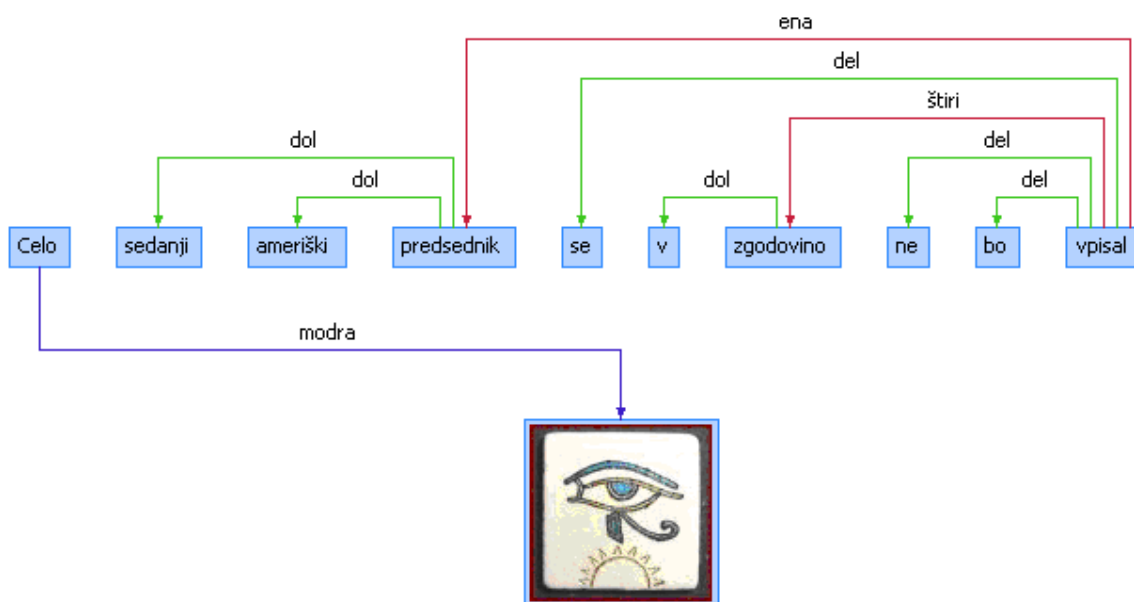 ena
del
štiri
dol del
dol dol del
Celo sedanji ameriški predsednik se v zgodovino ne bo vpisal
modra